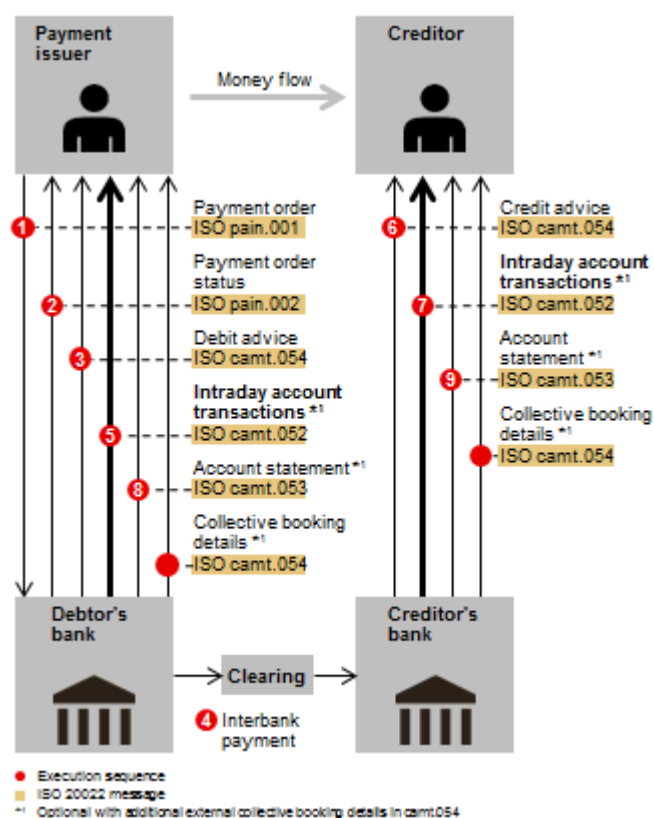 Payment
issuer
Creditor
Money flow
1
Payment order
ISO pain.001
2
Payment order
status
ISO pain.002
3
Debit advice
ISO camt.054
5
Intraday account
transactions *¹
ISO camt.052
8
Account statement *¹
ISO camt.053
Collective booking
details *¹
ISO camt.054
6
Credit advice
ISO camt.054
7
Intraday account
transactions *¹
ISO camt.052
9
Account
statement *¹
ISO camt.053
Collective booking
details *¹
ISO camt.054
Debtor's
bank
Clearing
Creditor's
bank
4 Interbank
payment
Execution sequence
ISO 20022 message
*¹ Optional with additional external collective booking details in camt.054